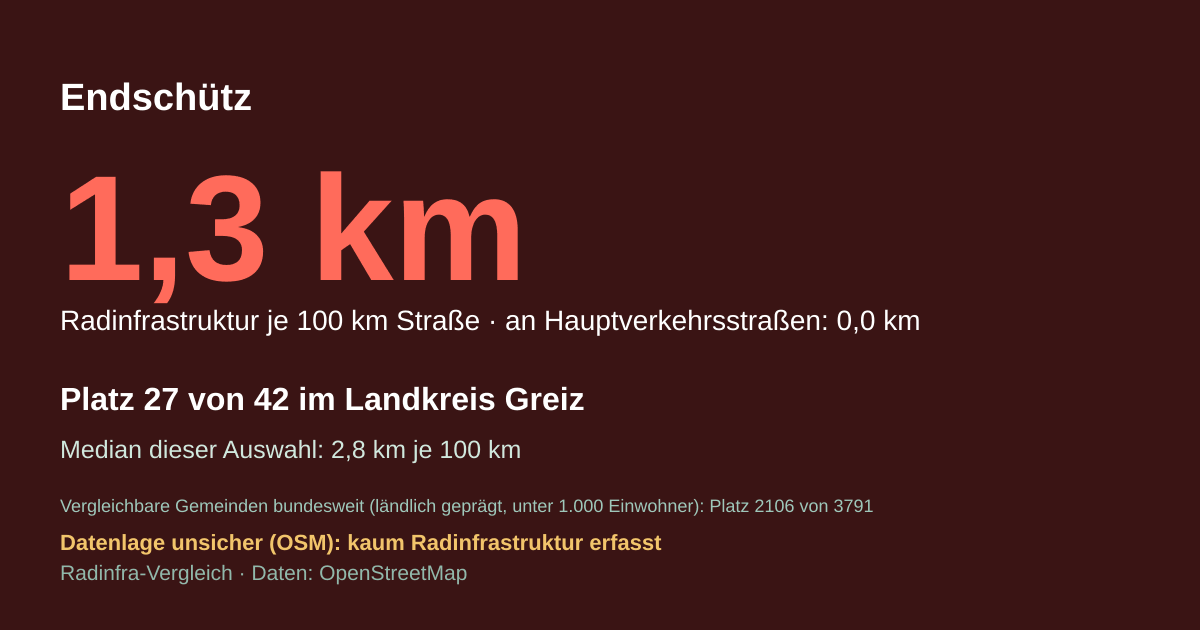 Endschütz
1,3 km
Radinfrastruktur je 100 km Straße · an Hauptverkehrsstraßen: 0,0 km
Platz 27 von 42 im Landkreis Greiz
Median dieser Auswahl: 2,8 km je 100 km
Vergleichbare Gemeinden bundesweit (ländlich geprägt, unter 1.000 Einwohner): Platz 2106 von 3791
Datenlage unsicher (OSM): kaum Radinfrastruktur erfasst
Radinfra-Vergleich · Daten: OpenStreetMap